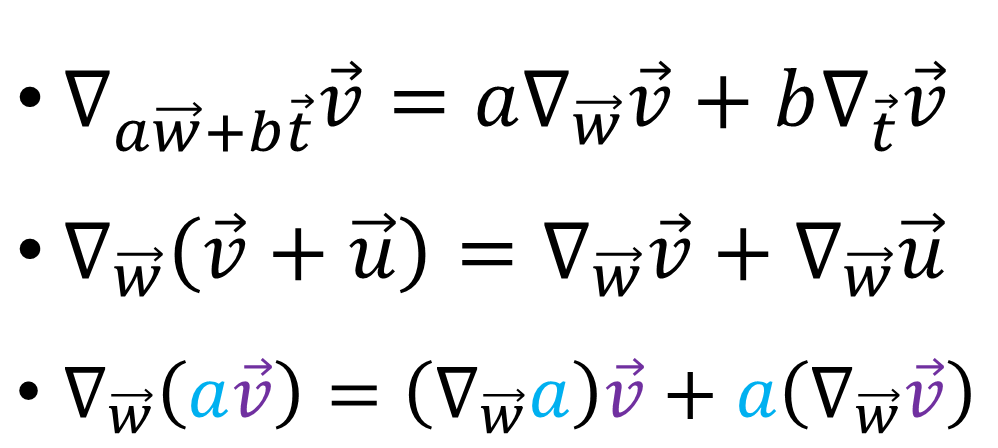 • ∇_{a\vec{w}+b\vec{t}} \vec{v} = a∇_{\vec{w}} \vec{v} + b∇_{\vec{t}} \vec{v}
• ∇_{\vec{w}}(\vec{v} + \vec{u}) = ∇_{\vec{w}} \vec{v} + ∇_{\vec{w}} \vec{u}
• ∇_{\vec{w}}(a\vec{v}) = (∇_{\vec{w}} a)\vec{v} + a(∇_{\vec{w}} \vec{v})